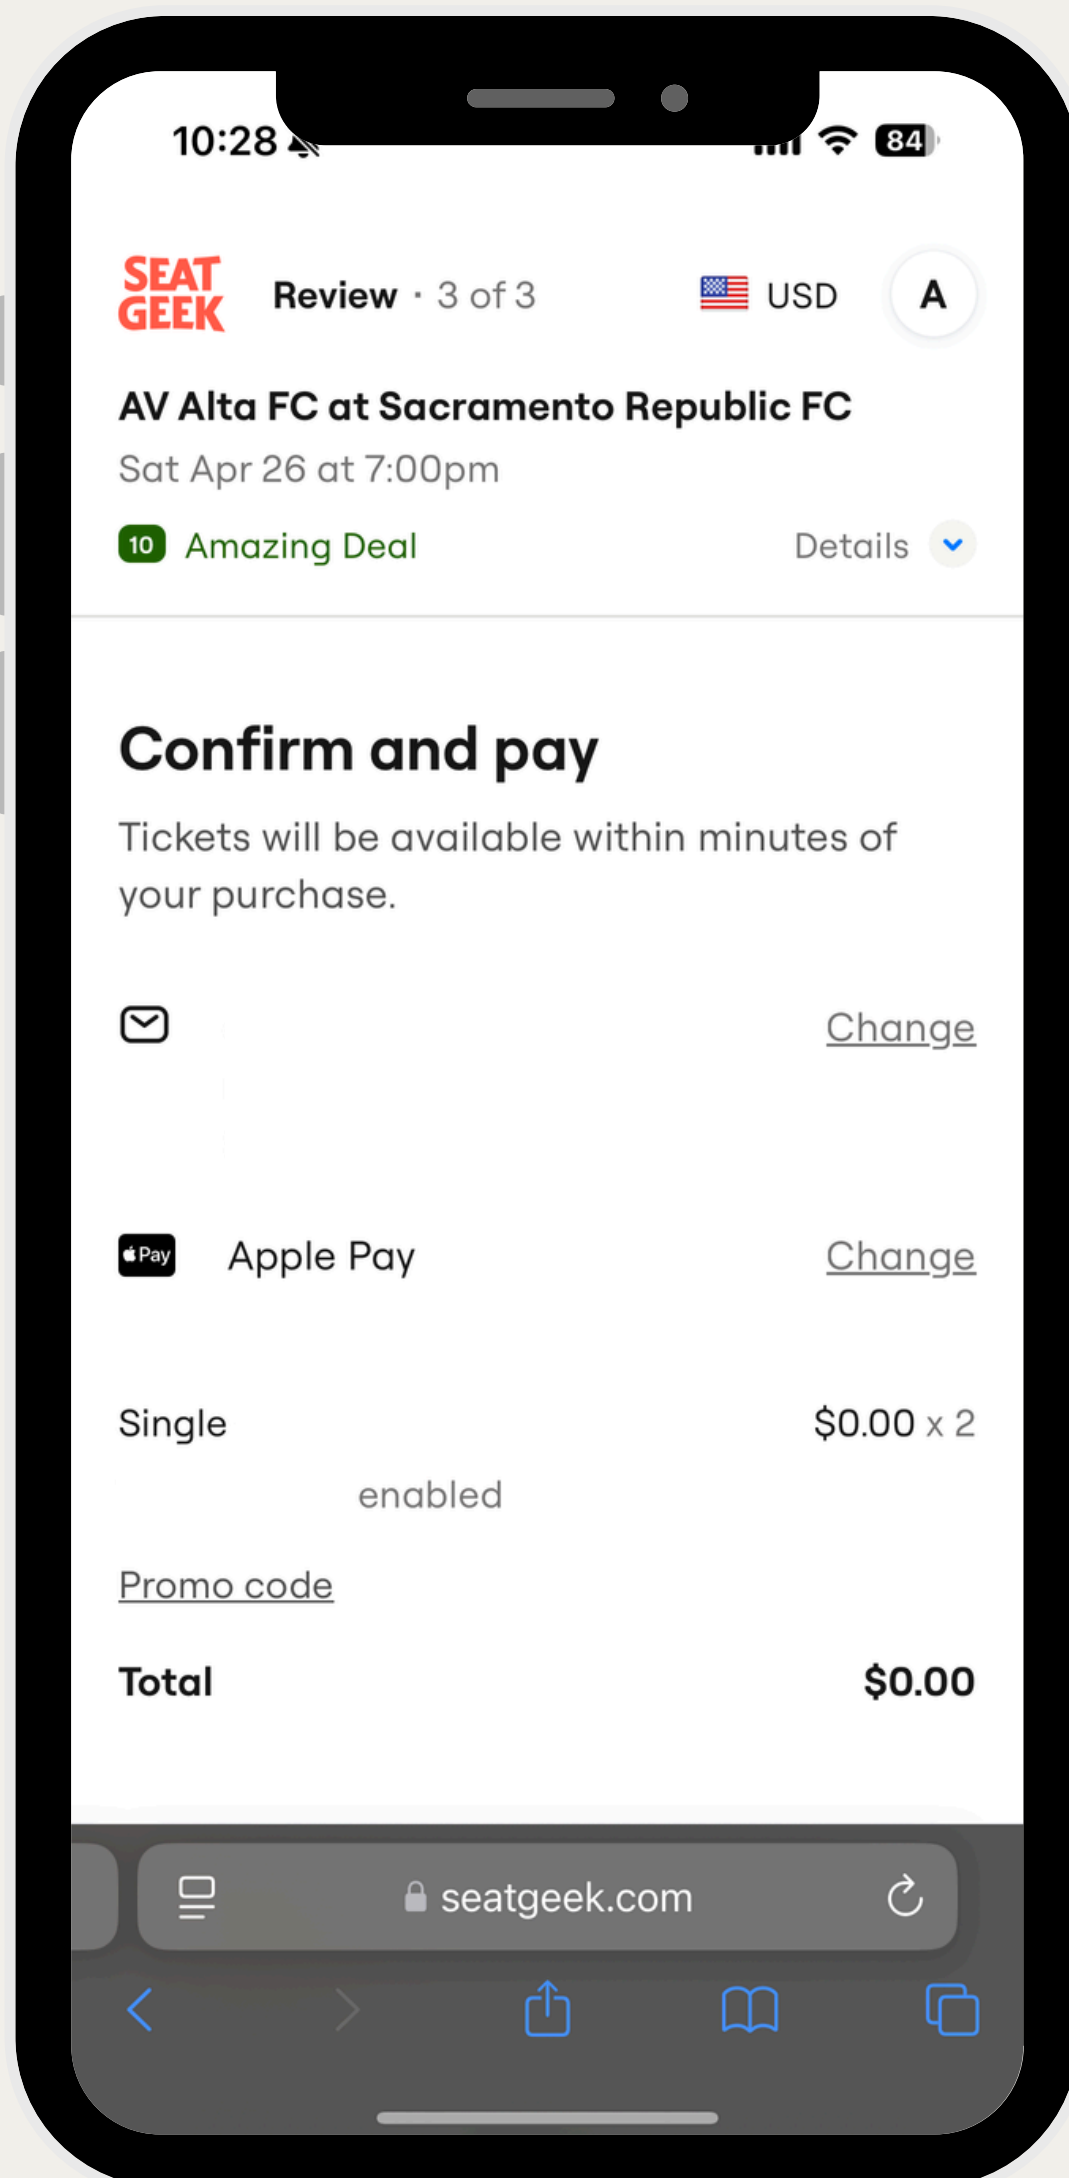 10:28
84
SEAT
GEEK
Review · 3 of 3
USD
A
AV Alta FC at Sacramento Republic FC
Sat Apr 26 at 7:00pm
10 Amazing Deal
Details
Confirm and pay
Tickets will be available within minutes of
your purchase.
Change
Pay
Apple Pay
Change
Single
$0.00 x 2
enabled
Promo code
Total
$0.00
seatgeek.com